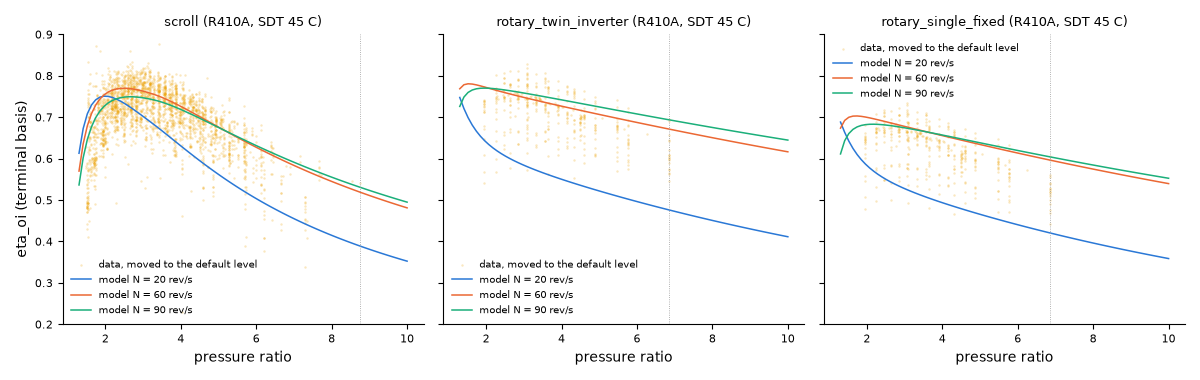 scroll (R410A, SDT 45 C)
eta_oi (terminal basis)
0.9
0.8
0.7
0.6
0.5
0.4
0.3
0.2
data, moved to the default level
model N = 20 rev/s
model N = 60 rev/s
model N = 90 rev/s
2 4 6 8 10
pressure ratio
rotary_twin_inverter (R410A, SDT 45 C)
data, moved to the default level
model N = 20 rev/s
model N = 60 rev/s
model N = 90 rev/s
2 4 6 8 10
pressure ratio
rotary_single_fixed (R410A, SDT 45 C)
data, moved to the default level
model N = 20 rev/s
model N = 60 rev/s
model N = 90 rev/s
2 4 6 8 10
pressure ratio